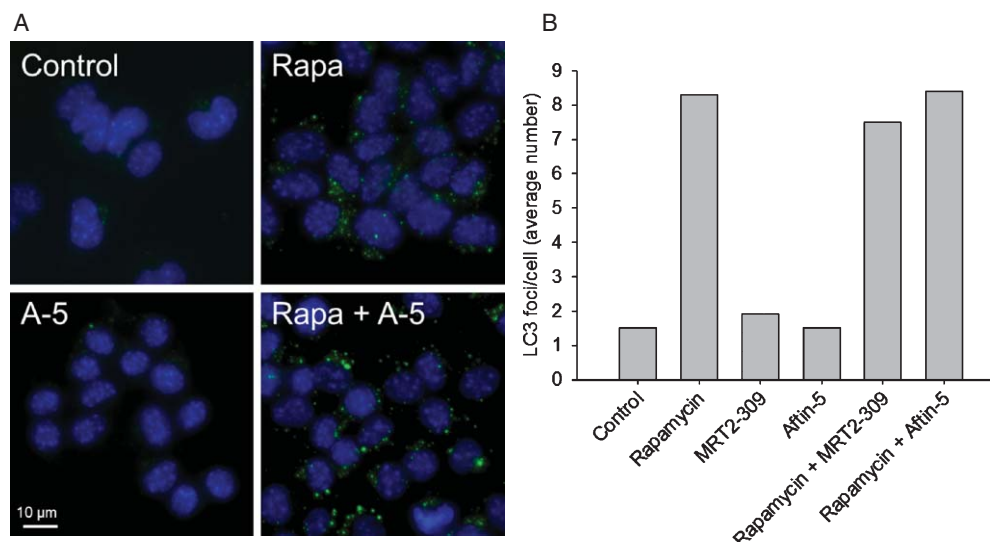 A
Control
Rapa
A-5
10 µm
Rapa + A-5
B
LC3 foci/cell (average number)
9
8
7
6
5
4
3
2
1
0
Control
Rapamycin
MRT2-309
Aftin-5
Rapamycin + MRT2-309
Rapamycin + Aftin-5